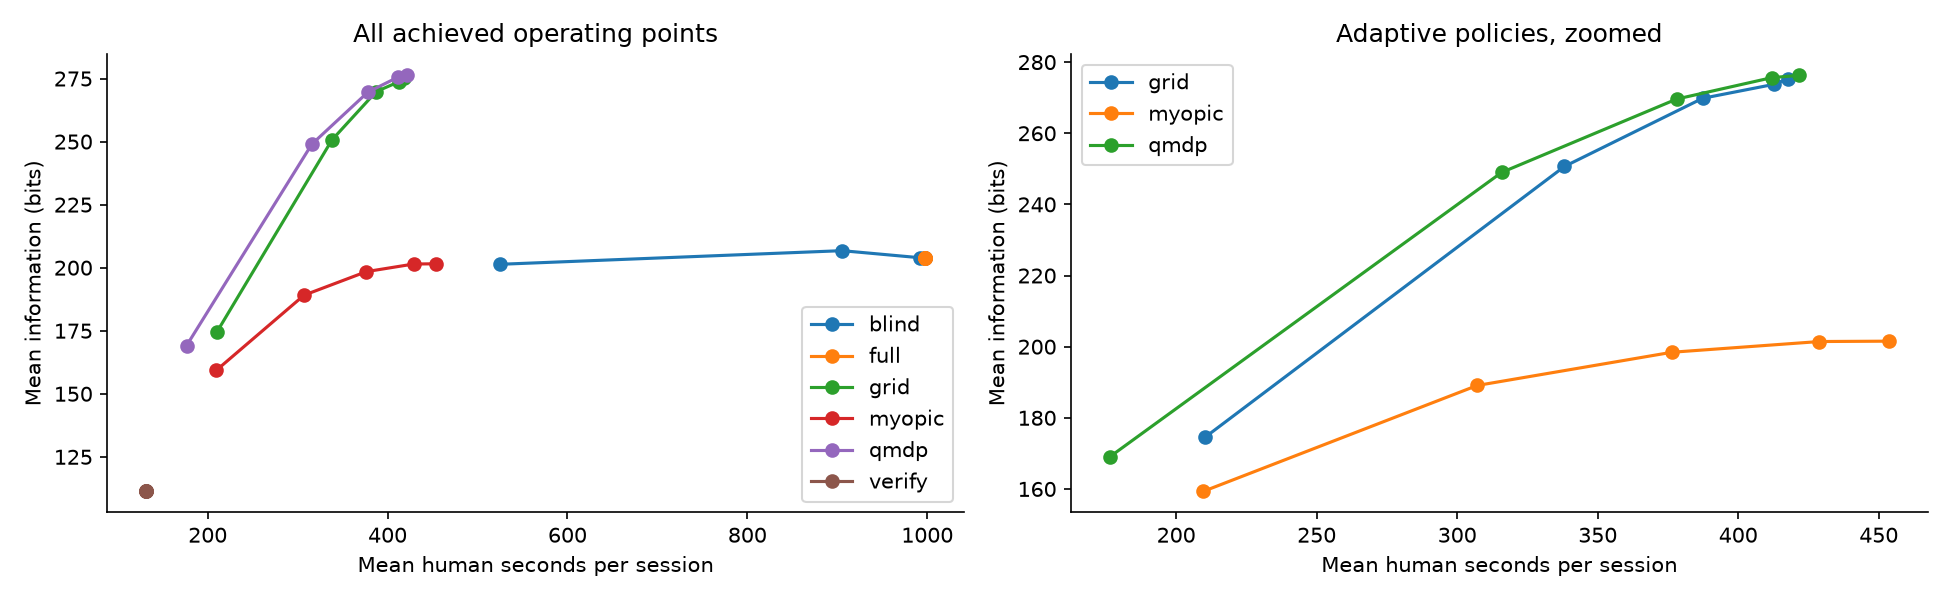 All achieved operating points
Mean information (bits)
275
250
225
200
175
150
125
blind
full
grid
myopic
qmdp
verify
200
400
600
800
1000
Mean human seconds per session
Adaptive policies, zoomed
Mean information (bits)
280
260
240
220
200
180
160
grid
myopic
qmdp
200
250
300
350
400
450
Mean human seconds per session